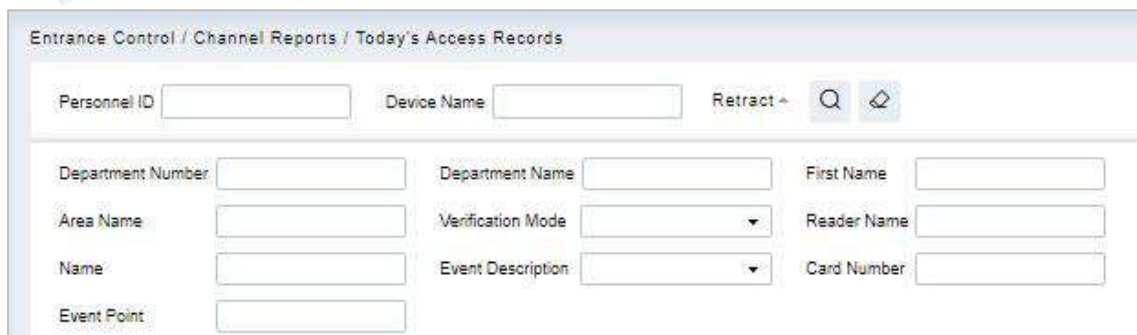 Entrance Control / Channel Reports / Today's Access Records
Personnel ID Device Name Retract
Department Number Department Name First Name
Area Name Verification Mode Reader Name
Name Event Description Card Number
Event Point